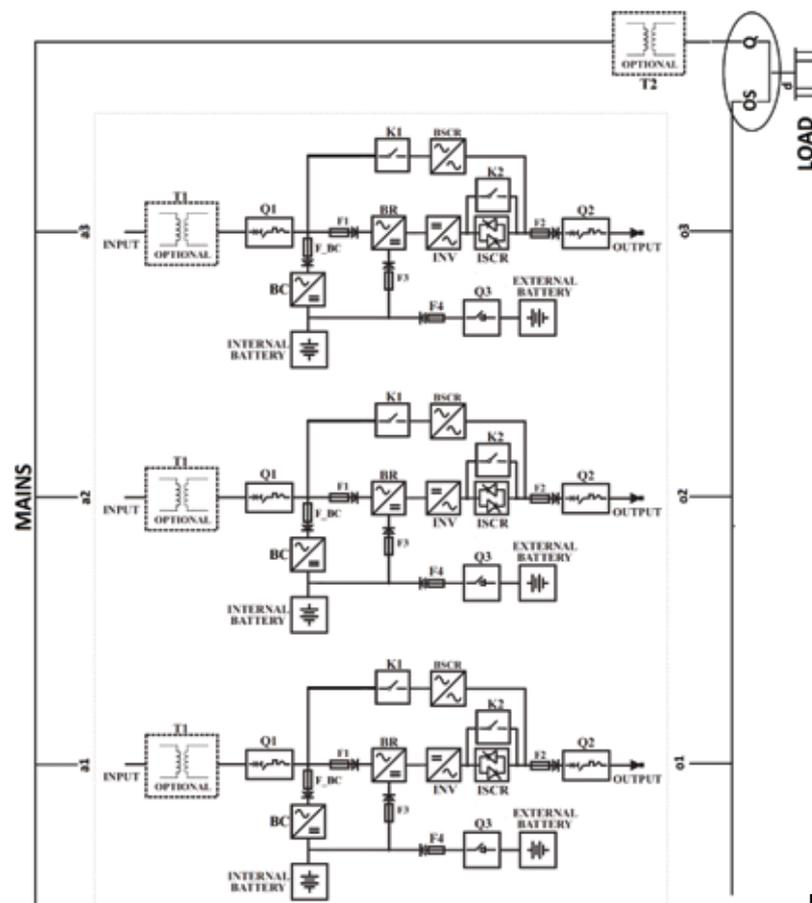 OPTIONAL
T2
Q
OS
d
LOAD
MAINS
a3
INPUT
T1
OPTIONAL
Q1
F1
F_BC
BC
INTERNAL
BATTERY
K1
BSCR
BR
F3
INV
K2
ISCR
F2
Q2
OUTPUT
F4
Q3
EXTERNAL
BATTERY
o3
a2
INPUT
T1
OPTIONAL
Q1
F1
F_BC
BC
INTERNAL
BATTERY
K1
BSCR
BR
F3
INV
K2
ISCR
F2
Q2
OUTPUT
F4
Q3
EXTERNAL
BATTERY
o2
a1
INPUT
T1
OPTIONAL
Q1
F1
F_BC
BC
INTERNAL
BATTERY
K1
BSCR
BR
F3
INV
K2
ISCR
F2
Q2
OUTPUT
F4
Q3
EXTERNAL
BATTERY
o1